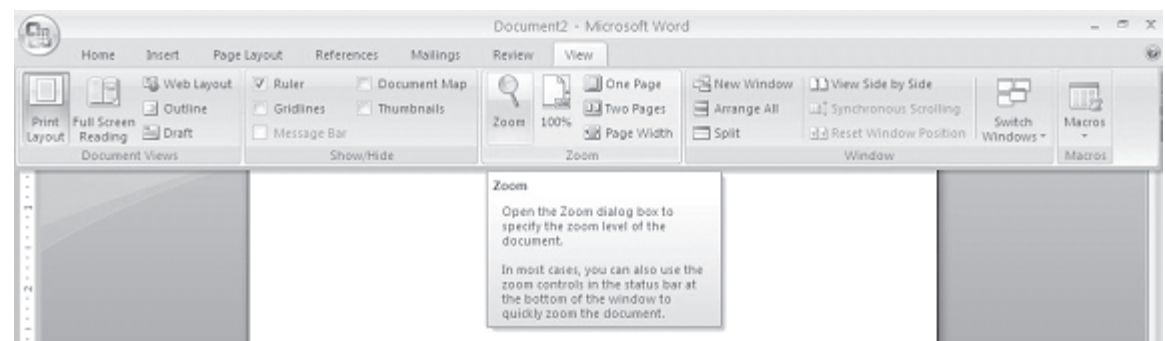 Document2 - Microsoft Word
Home Insert Page Layout References Mailings Review View
Print Layout
Full Screen Reading
Web Layout
Outline
Draft
Document Views
Ruler
Gridlines
Message Bar
Document Map
Thumbnails
Show/Hide
Zoom
100%
One Page
Two Pages
Page Width
Zoom
New Window
Arrange All
Split
View Side by Side
Synchronous Scrolling
Reset Window Position
Switch Windows
Window
Macros
Macros
Zoom
Open the Zoom dialog box to
specify the zoom level of the
document.
In most cases, you can also use the
zoom controls in the status bar at
the bottom of the window to
quickly zoom the document.
1
2